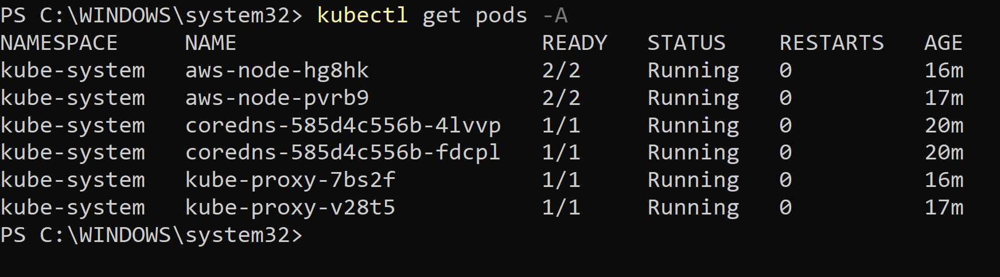 PS C:\WINDOWS\system32> kubectl get pods -A
NAMESPACE     NAME                       READY   STATUS    RESTARTS   AGE
kube-system   aws-node-hg8hk             2/2     Running   0          16m
kube-system   aws-node-pvrb9             2/2     Running   0          17m
kube-system   coredns-585d4c556b-4lvvp   1/1     Running   0          20m
kube-system   coredns-585d4c556b-fdcpl   1/1     Running   0          20m
kube-system   kube-proxy-7bs2f           1/1     Running   0          16m
kube-system   kube-proxy-v28t5           1/1     Running   0          17m
PS C:\WINDOWS\system32>